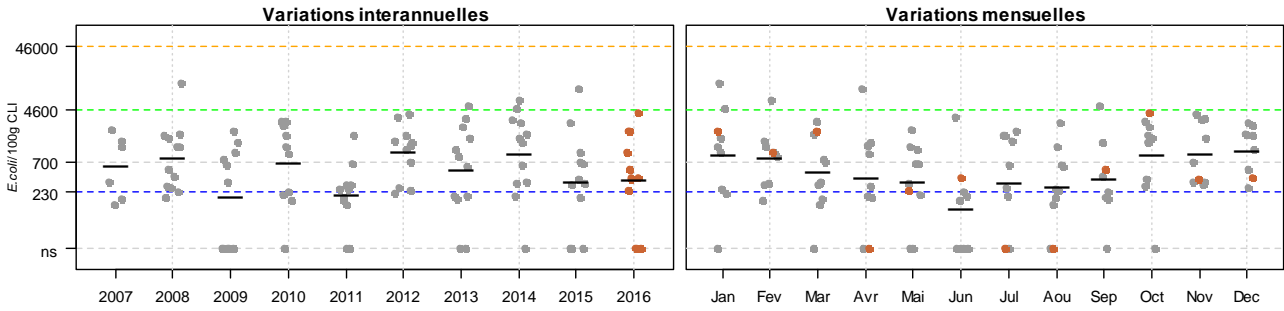 Variations interannuelles
Variations mensuelles
E.coli/100g CLI
46000
4600
700
230
ns
2007 2008 2009 2010 2011 2012 2013 2014 2015 2016
Jan Fev Mar Avr Mai Jun Jul Aou Sep Oct Nov Dec